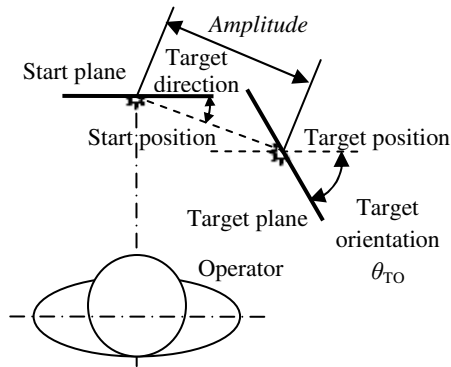 Amplitude
Start plane
Target
direction
Start position
Target position
Target plane
Target
orientation
θTO
Operator